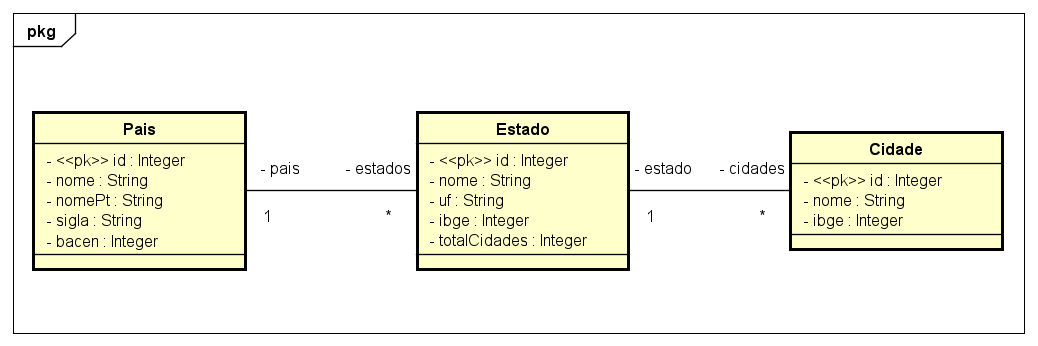 pkg
Pais
- <<pk>> id : Integer
- nome : String
- nomePt : String
- sigla : String
- bacen : Integer
- pais
- estados
1
*
Estado
- <<pk>> id : Integer
- nome : String
- uf : String
- ibge : Integer
- totalCidades : Integer
- estado
- cidades
1
*
Cidade
- <<pk>> id : Integer
- nome : String
- ibge : Integer